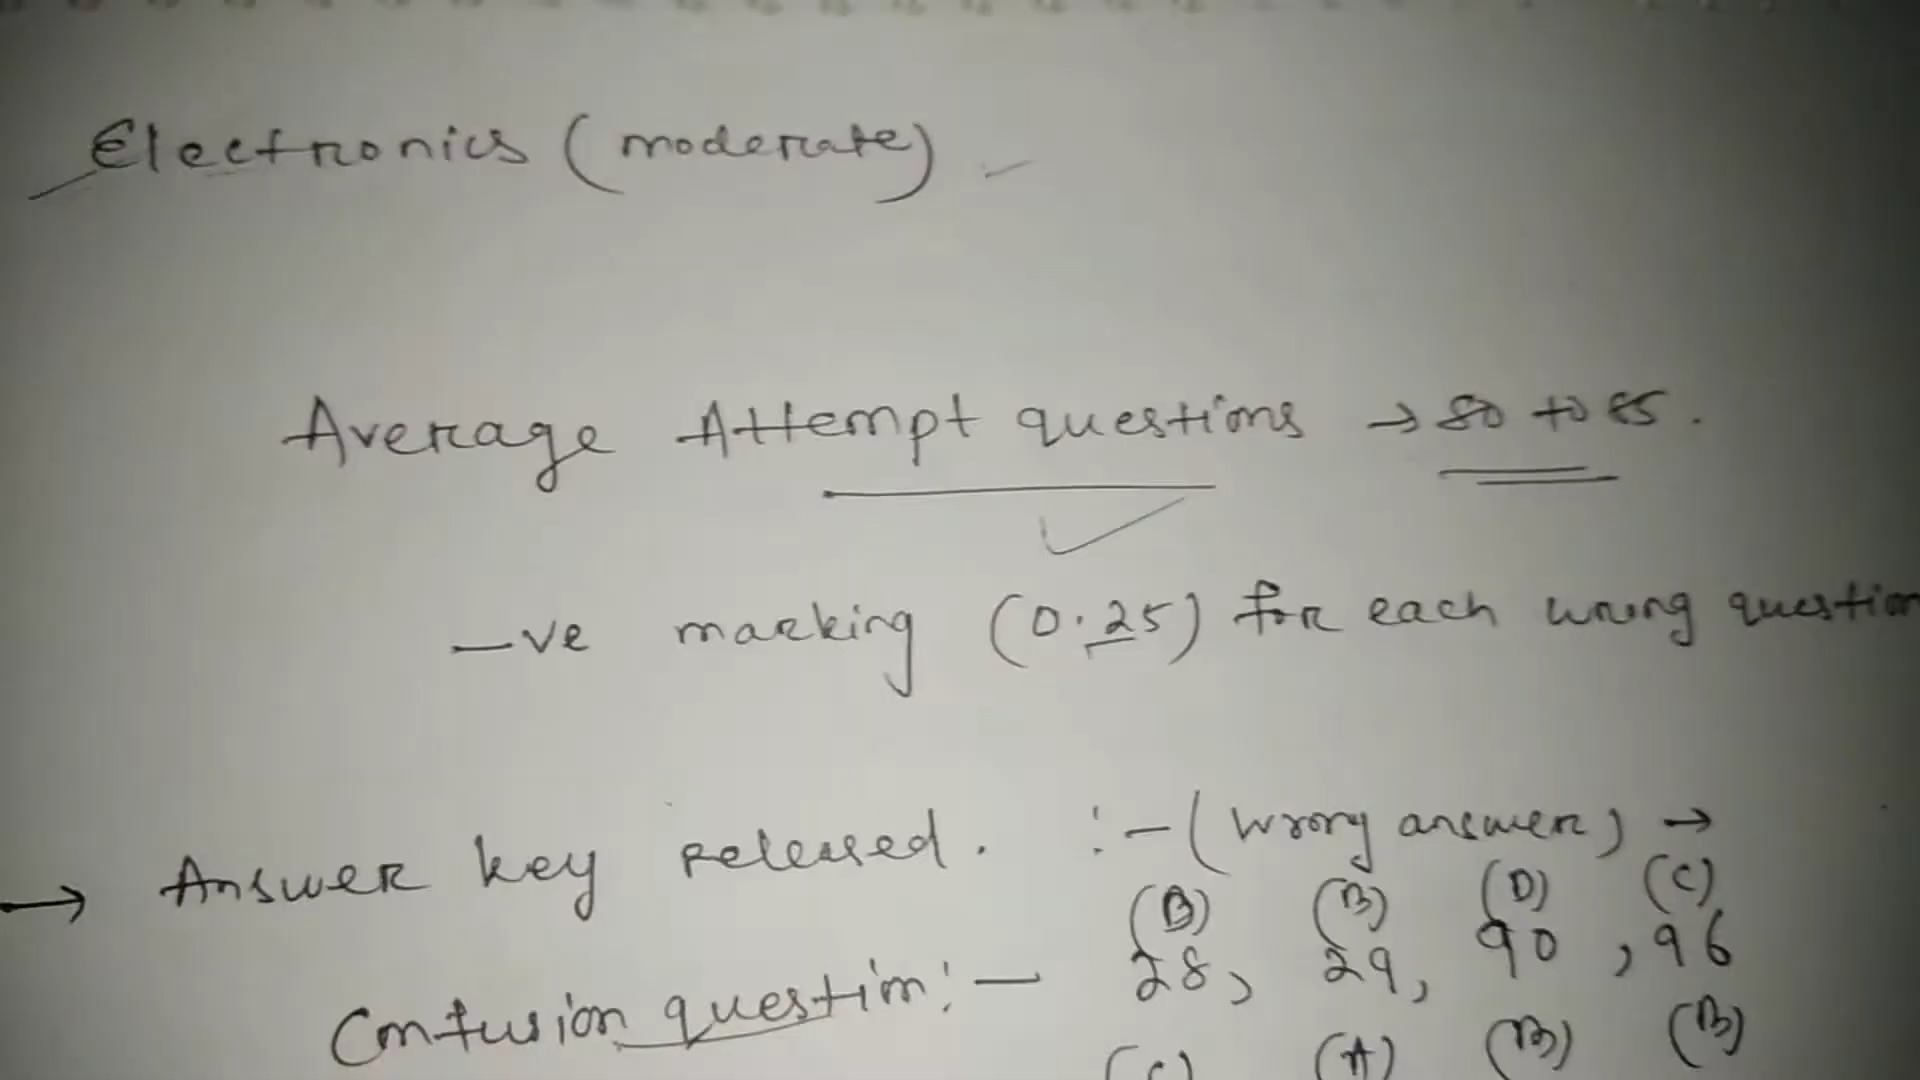 Electronics (moderate)
Average Attempt questions → 80 to 85.
-ve marking (0.25) for each wrong question
→ Answer key released. :- (wrong answer) →
(B) (B) (D) (C)
28, 29, 90, 96
Confusion question:-
(C) (A) (B) (B)